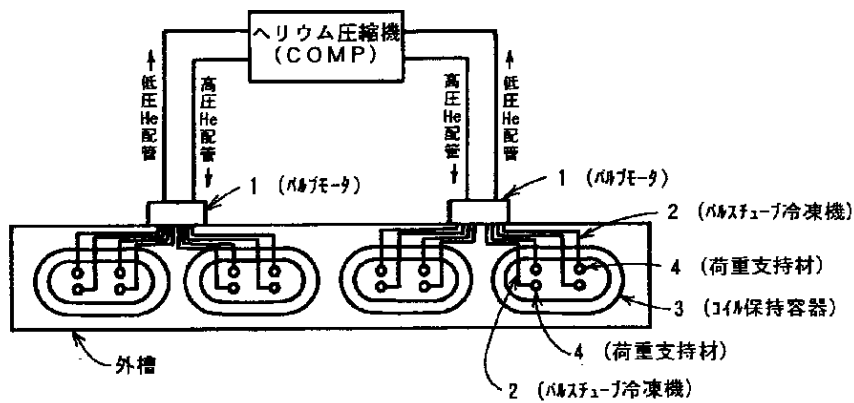 ヘリウム圧縮機
(COMP)
低圧He配管
高圧He配管
高圧He配管
低圧He配管
1 (バルブモータ)
1 (バルブモータ)
2 (パルスチューブ冷凍機)
4 (荷重支持材)
3 (コイル保持容器)
4 (荷重支持材)
外槽
2 (パルスチューブ冷凍機)